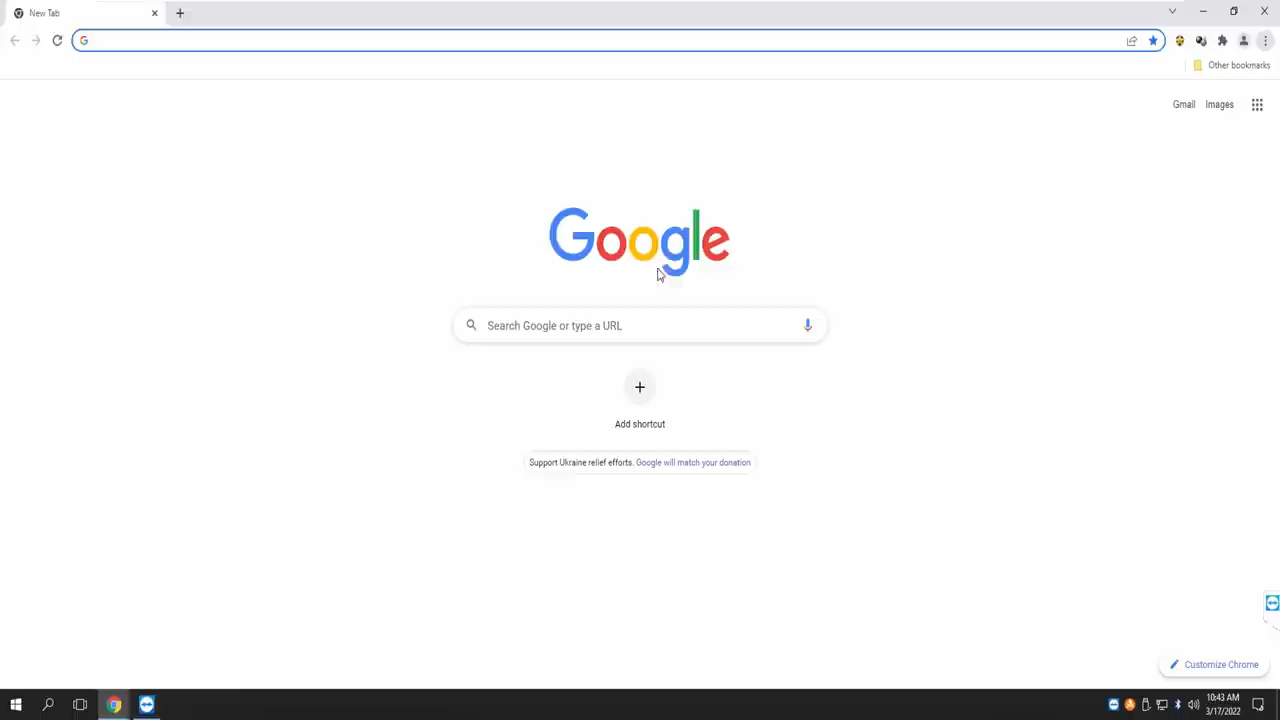 New Tab
Other bookmarks
Gmail Images
Google
Search Google or type a URL
Add shortcut
Support Ukraine relief efforts. Google will match your donation
Customize Chrome
10:43 AM
3/17/2022